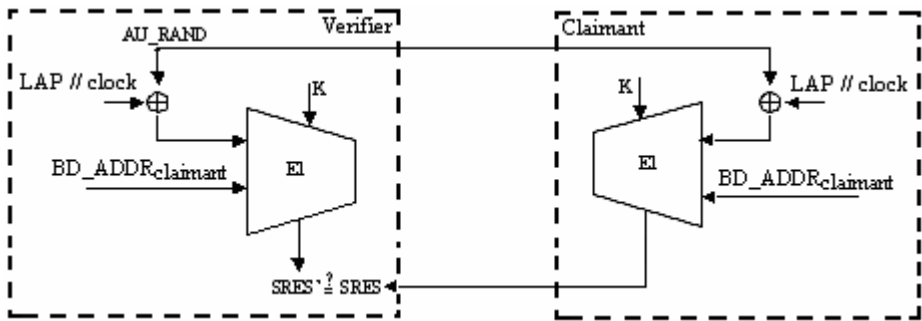 Verifier
AU_RAND
LAP // clock
K
E1
BD_ADDRclaimant
SRES` ?= SRES
Claimant
K
LAP // clock
E1
BD_ADDRclaimant